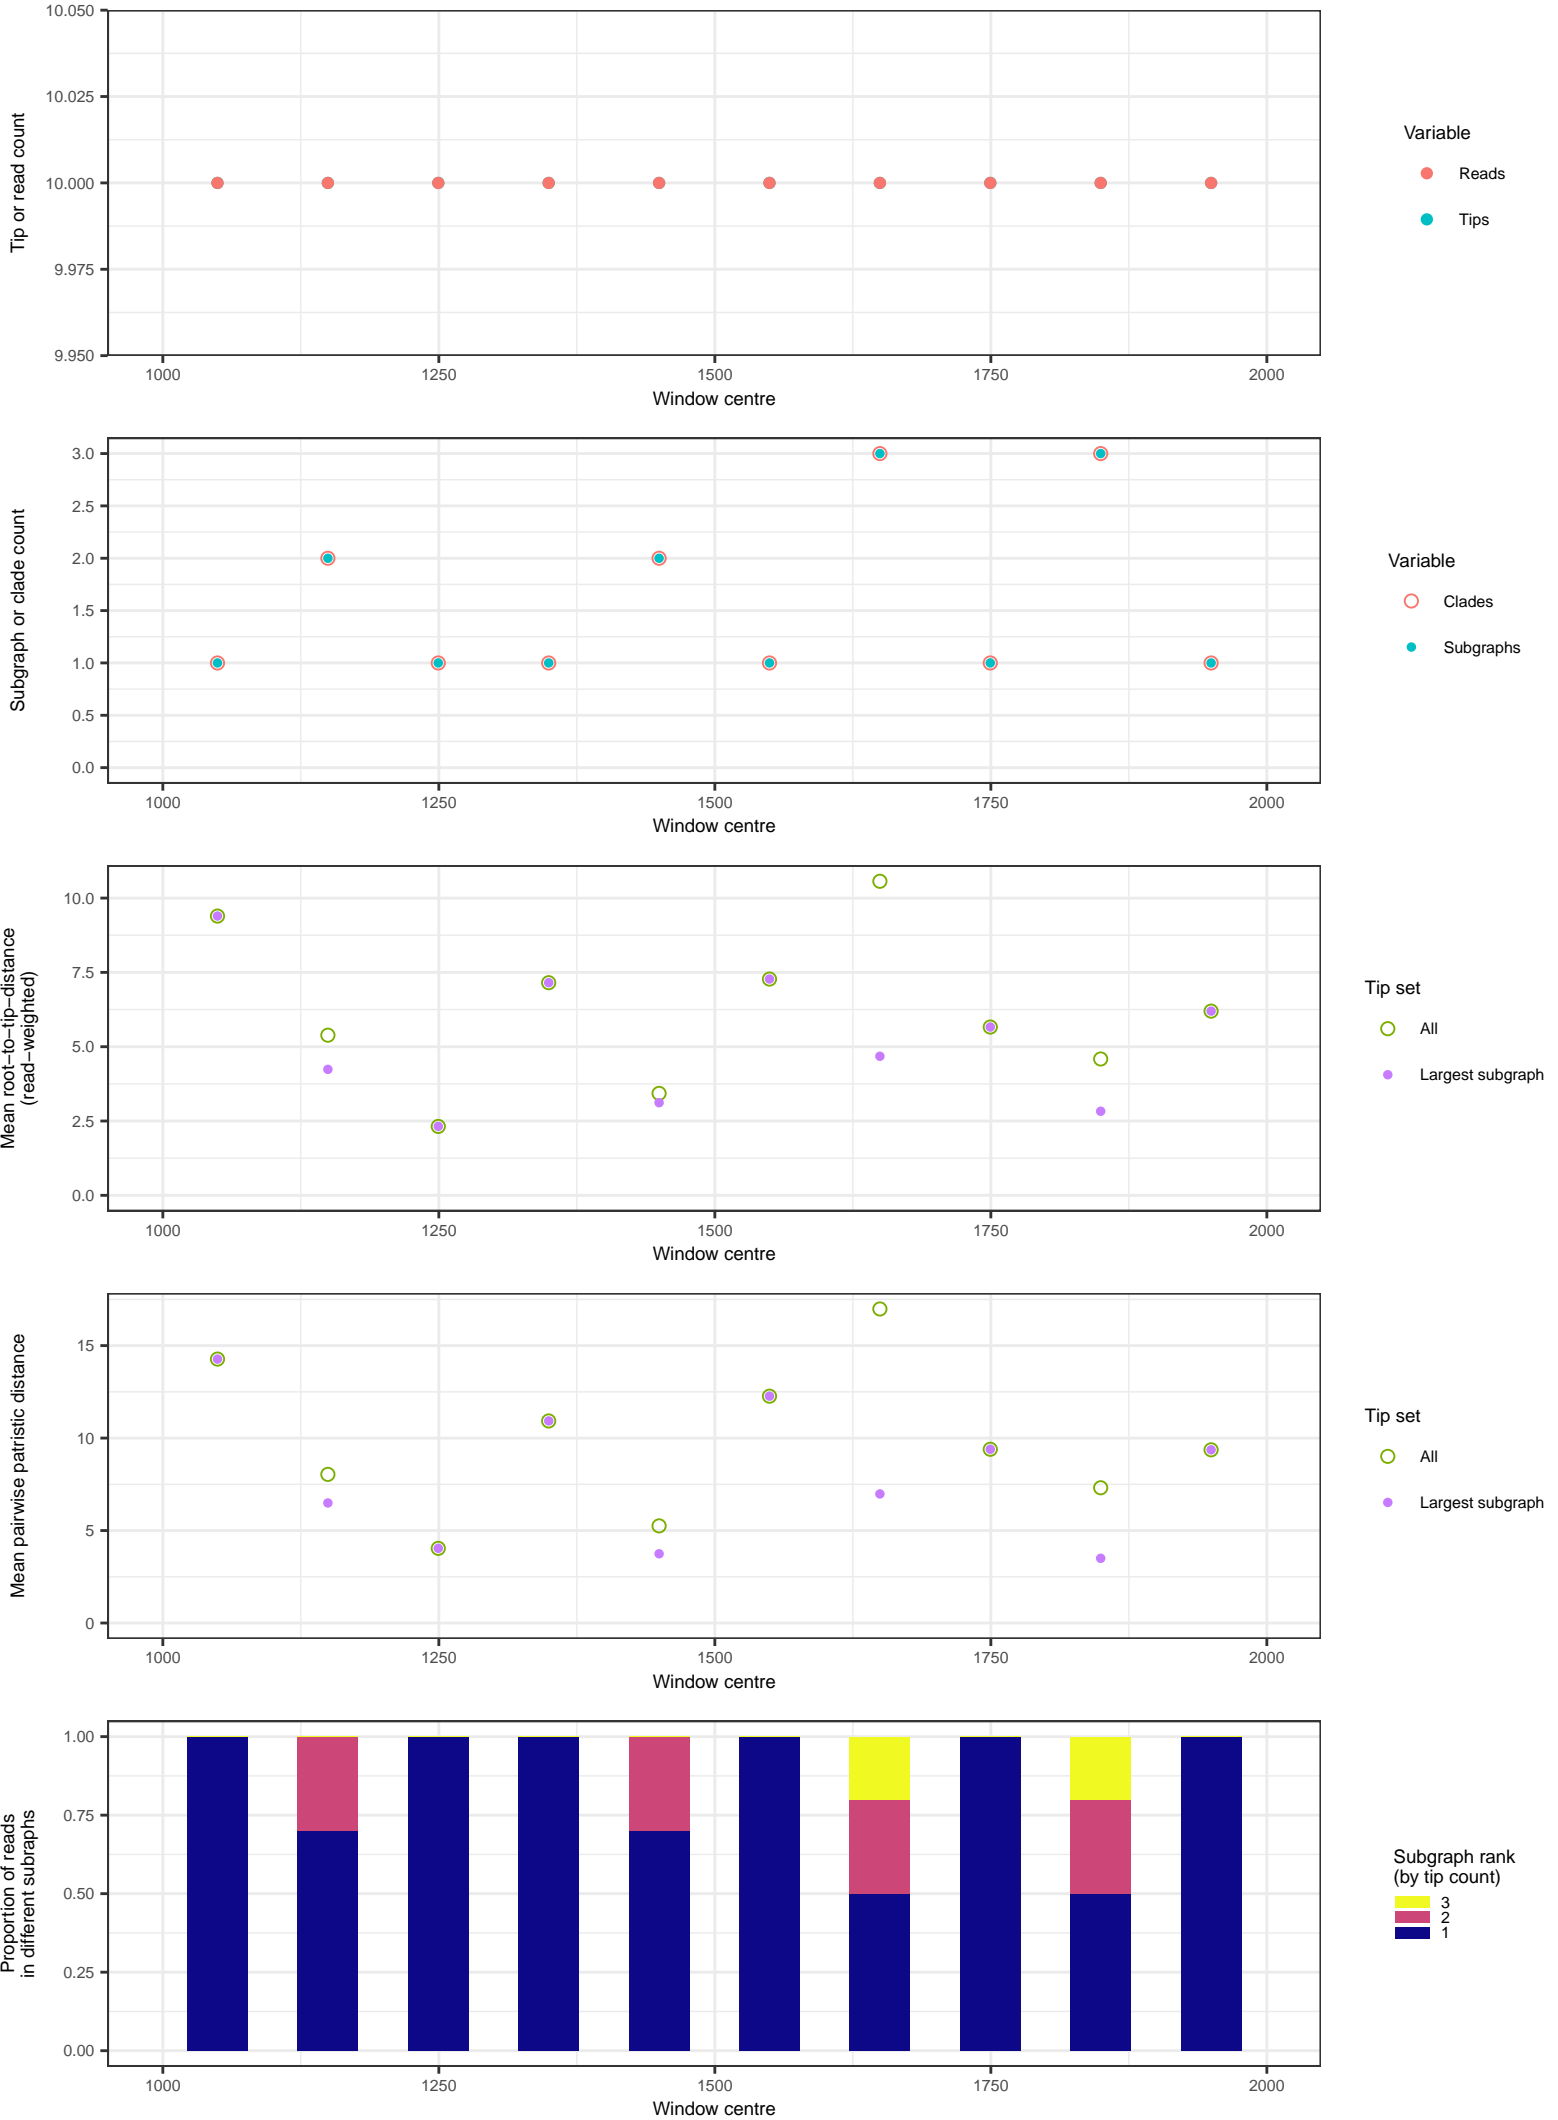 10.050
10.025
10.000
9.975
9.950
Tip or read count
1000 1250 1500 1750 2000
Window centre
Variable
Reads
Tips
3.0
2.5
2.0
1.5
1.0
0.5
0.0
Subgraph or clade count
1000 1250 1500 1750 2000
Window centre
Variable
Clades
Subgraphs
10.0
7.5
5.0
2.5
0.0
Mean root−to−tip−distance
(read−weighted)
1000 1250 1500 1750 2000
Window centre
Tip set
All
Largest subgraph
15
10
5
0
Mean pairwise patristic distance
1000 1250 1500 1750 2000
Window centre
Tip set
All
Largest subgraph
1.00
0.75
0.50
0.25
0.00
Proportion of reads
in different subraphs
1000 1250 1500 1750 2000
Window centre
Subgraph rank
(by tip count)
3
2
1